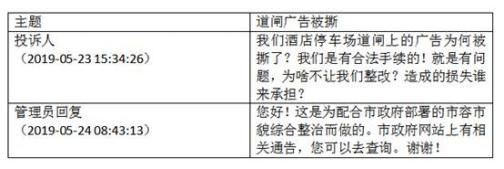 主题 道闸广告被撕
投诉人 我们酒店停车场道闸上的广告为何被
（2019-05-23 15:34:26） 撕了？我们是有合法手续的！就是有问
题，为啥不让我们整改？造成的损失谁
来承担？
管理员回复 您好！这是为配合市政府部署的市容市
（2019-05-24 08:43:13） 貌综合整治而做的。市政府网站上有相
关通告，您可以去查询。谢谢！